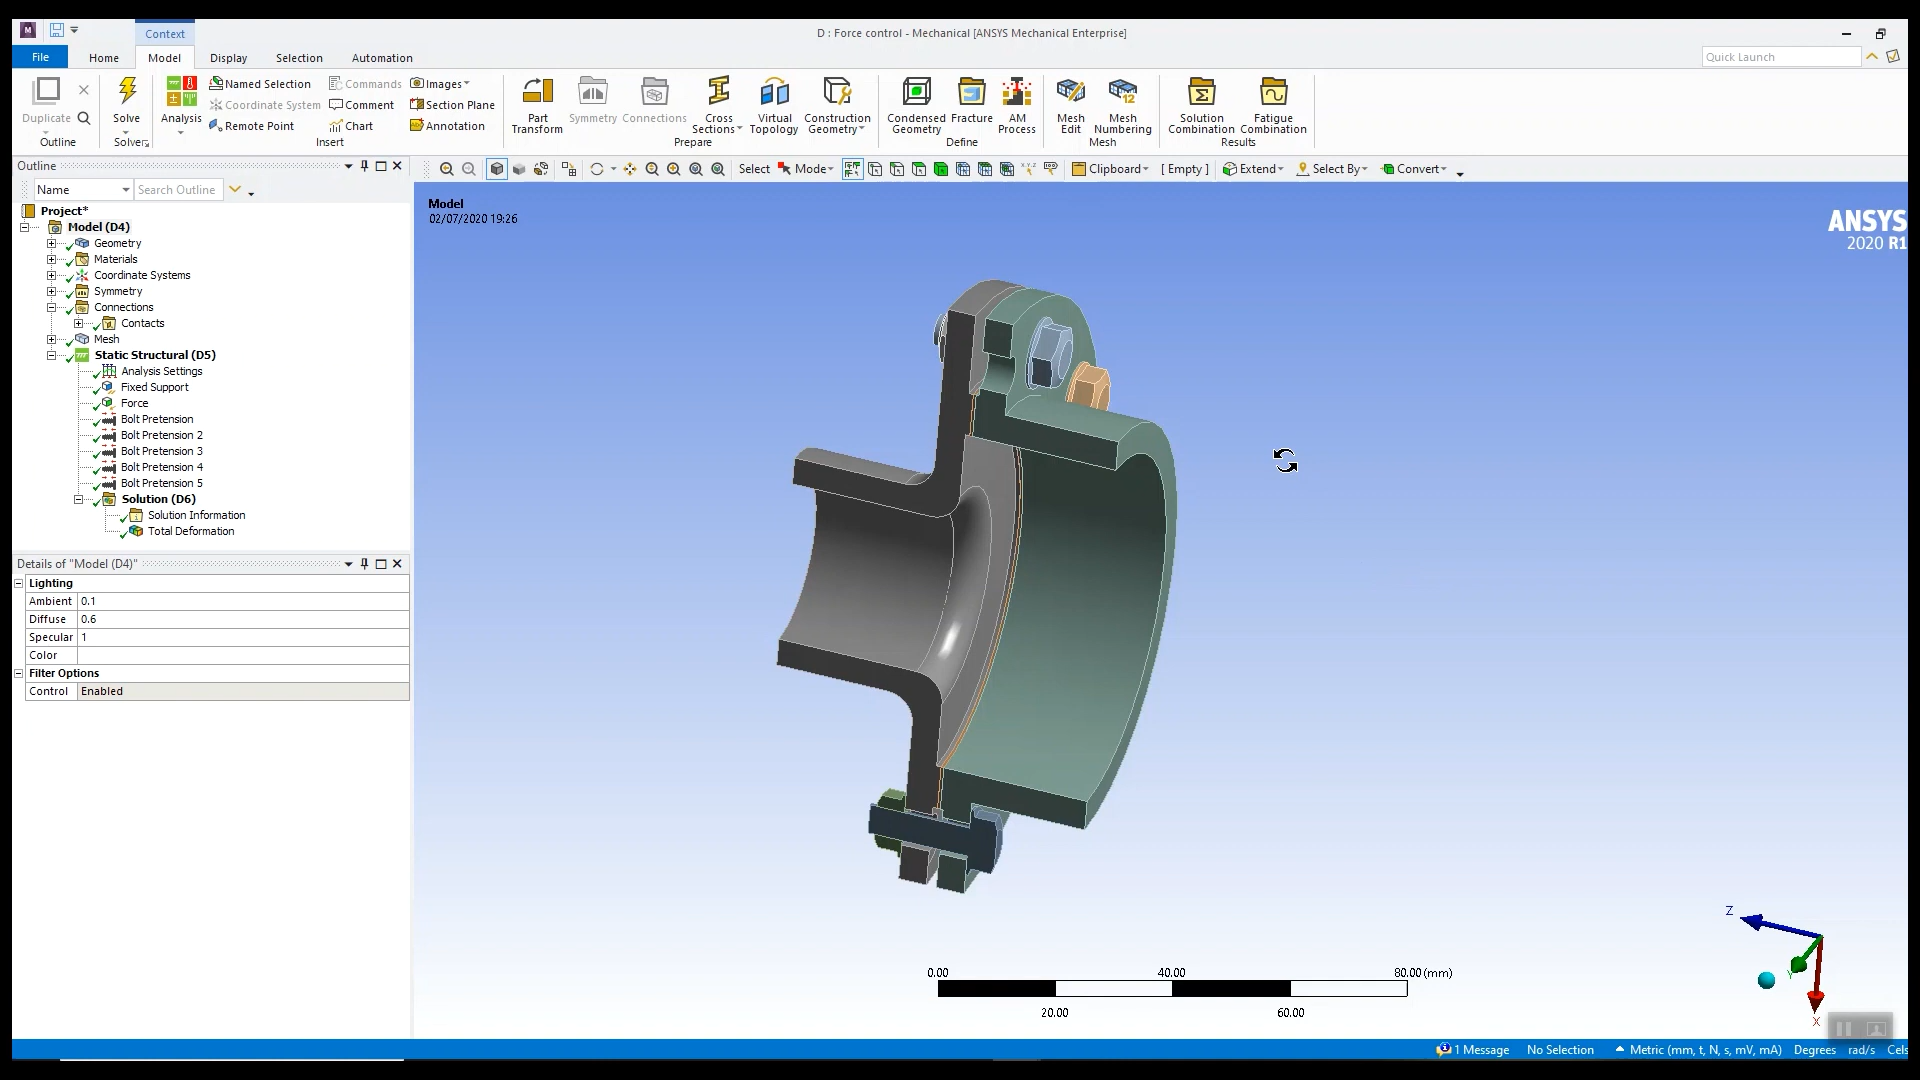 D : Force control - Mechanical [ANSYS Mechanical Enterprise]
Context
File
Home
Model
Display
Selection
Automation
Quick Launch
Duplicate
Outline
Solve
Solver
Analysis
Named Selection
Coordinate System
Remote Point
Commands
Comment
Chart
Images
Section Plane
Annotation
Insert
Part Transform
Symmetry
Connections
Cross Sections
Virtual Topology
Construction Geometry
Prepare
Condensed Geometry
Fracture
AM Process
Define
Mesh Edit
Mesh Numbering
Mesh
Solution Combination
Fatigue Combination
Results
Outline
Name
Search Outline
Select
Mode
Clipboard
[ Empty ]
Extend
Select By
Convert
Project*
Model (D4)
Geometry
Materials
Coordinate Systems
Symmetry
Connections
Contacts
Mesh
Static Structural (D5)
Analysis Settings
Fixed Support
Force
Bolt Pretension
Bolt Pretension 2
Bolt Pretension 3
Bolt Pretension 4
Bolt Pretension 5
Solution (D6)
Solution Information
Total Deformation
Details of "Model (D4)"
Lighting
Ambient 0.1
Diffuse 0.6
Specular 1
Color
Filter Options
Control Enabled
Model
02/07/2020 19:26
ANSYS
2020 R1
0.00 40.00 80.00 (mm)
20.00 60.00
Z
Y
X
1 Message
No Selection
Metric (mm, t, N, s, mV, mA)
Degrees
rad/s
Cels